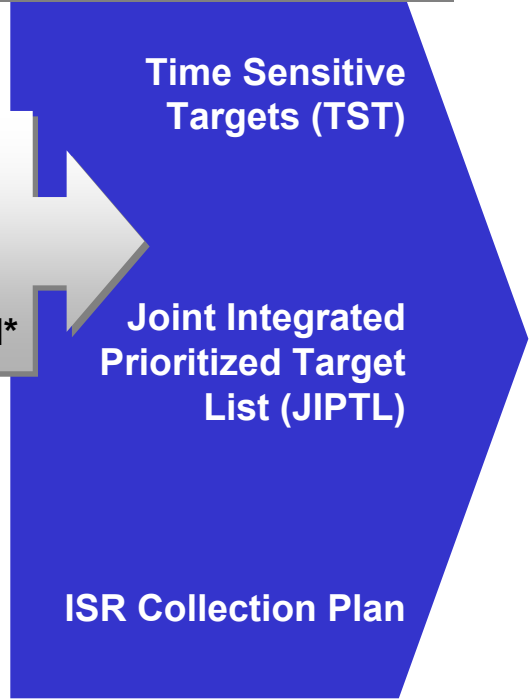 Time Sensitive
Targets (TST)
Joint Integrated
Prioritized Target
List (JIPTL)
ISR Collection Plan